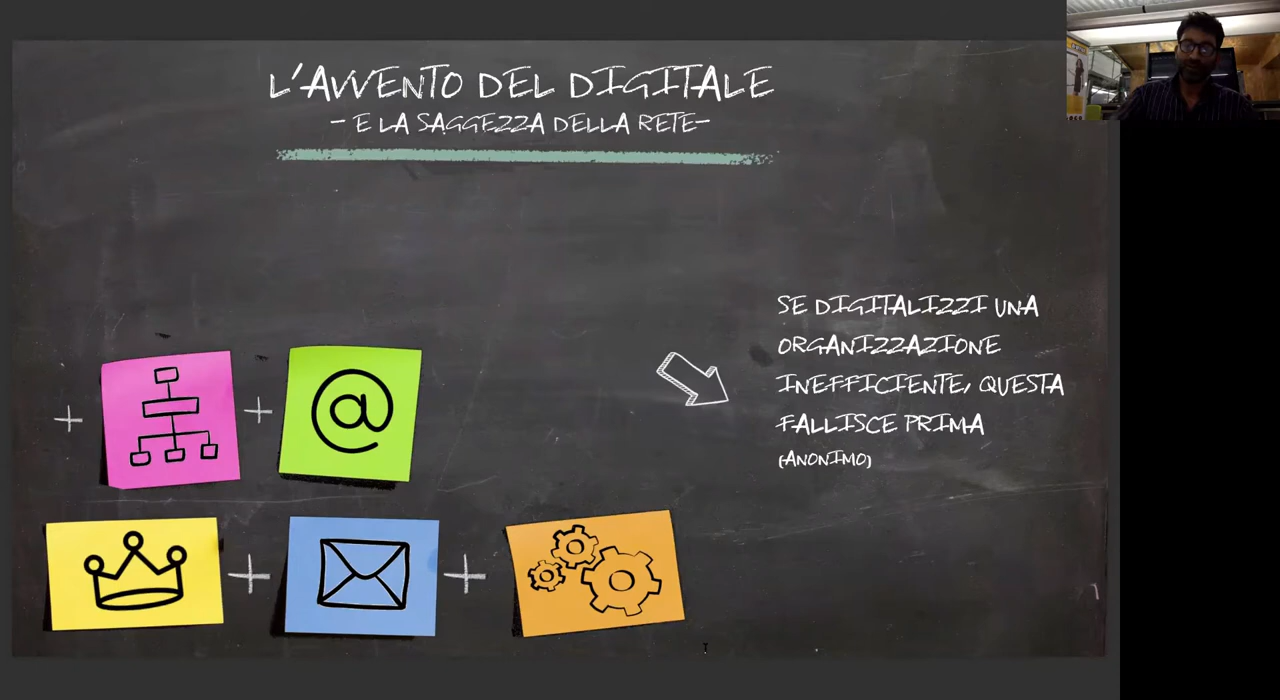 L'AVVENTO DEL DIGITALE
- E LA SAGGEZZA DELLA RETE-
SE DIGITALIZZI UNA
ORGANIZZAZIONE
INEFFICIENTE, QUESTA
FALLISCE PRIMA
(ANONIMO)
+ +
@
+ +